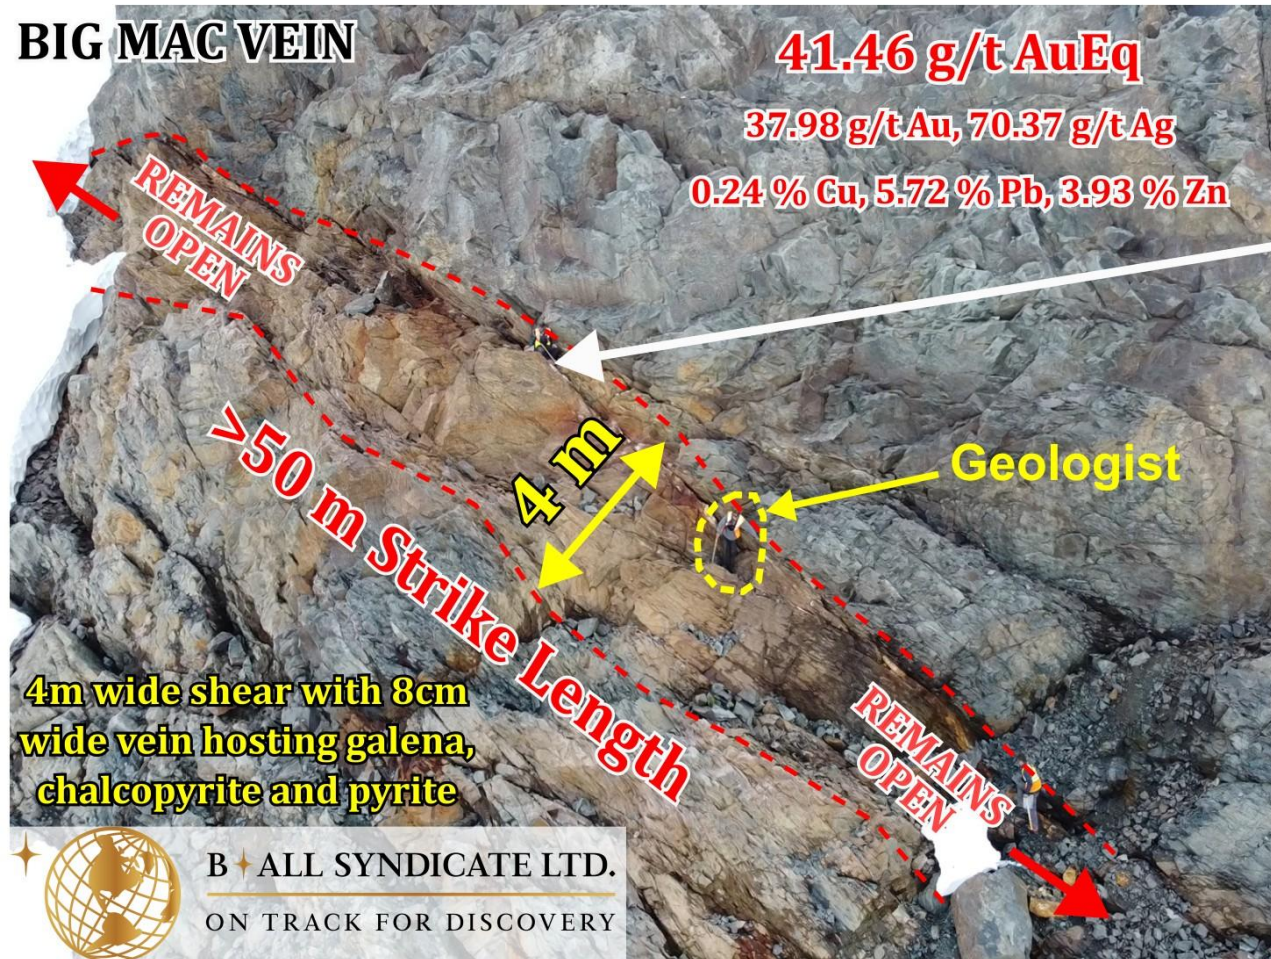 BIG MAC VEIN
41.46 g/t AuEq
37.98 g/t Au, 70.37 g/t Ag
0.24 % Cu, 5.72 % Pb, 3.93 % Zn
REMAINS
OPEN
4 m
Geologist
>50 m Strike Length
4m wide shear with 8cm
wide vein hosting galena,
chalcopyrite and pyrite
REMAINS
OPEN
B ALL SYNDICATE LTD.
ON TRACK FOR DISCOVERY